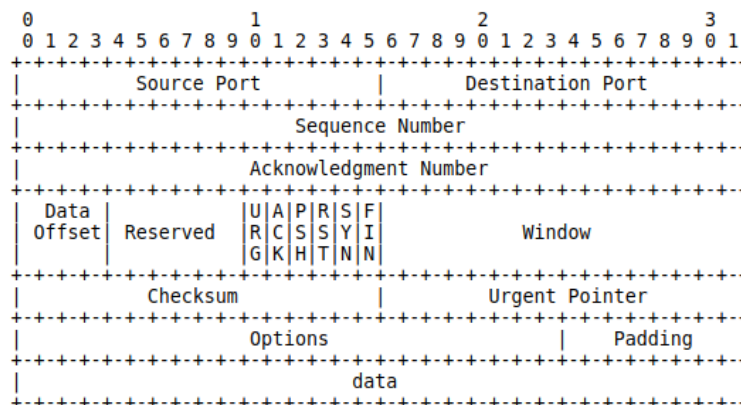 0                   1                   2                   3
0 1 2 3 4 5 6 7 8 9 0 1 2 3 4 5 6 7 8 9 0 1 2 3 4 5 6 7 8 9 0 1
+-+-+-+-+-+-+-+-+-+-+-+-+-+-+-+-+-+-+-+-+-+-+-+-+-+-+-+-+-+-+-+-
|          Source Port          |       Destination Port
+-+-+-+-+-+-+-+-+-+-+-+-+-+-+-+-+-+-+-+-+-+-+-+-+-+-+-+-+-+-+-+-
|                        Sequence Number
+-+-+-+-+-+-+-+-+-+-+-+-+-+-+-+-+-+-+-+-+-+-+-+-+-+-+-+-+-+-+-+-
|                    Acknowledgment Number
+-+-+-+-+-+-+-+-+-+-+-+-+-+-+-+-+-+-+-+-+-+-+-+-+-+-+-+-+-+-+-+-
|  Data |           |U|A|P|R|S|F|
| Offset| Reserved  |R|C|S|S|Y|I|            Window
|       |           |G|K|H|T|N|N|
+-+-+-+-+-+-+-+-+-+-+-+-+-+-+-+-+-+-+-+-+-+-+-+-+-+-+-+-+-+-+-+-
|           Checksum            |         Urgent Pointer
+-+-+-+-+-+-+-+-+-+-+-+-+-+-+-+-+-+-+-+-+-+-+-+-+-+-+-+-+-+-+-+-
|                    Options                    |    Padding
+-+-+-+-+-+-+-+-+-+-+-+-+-+-+-+-+-+-+-+-+-+-+-+-+-+-+-+-+-+-+-+-
|                             data
+-+-+-+-+-+-+-+-+-+-+-+-+-+-+-+-+-+-+-+-+-+-+-+-+-+-+-+-+-+-+-+-